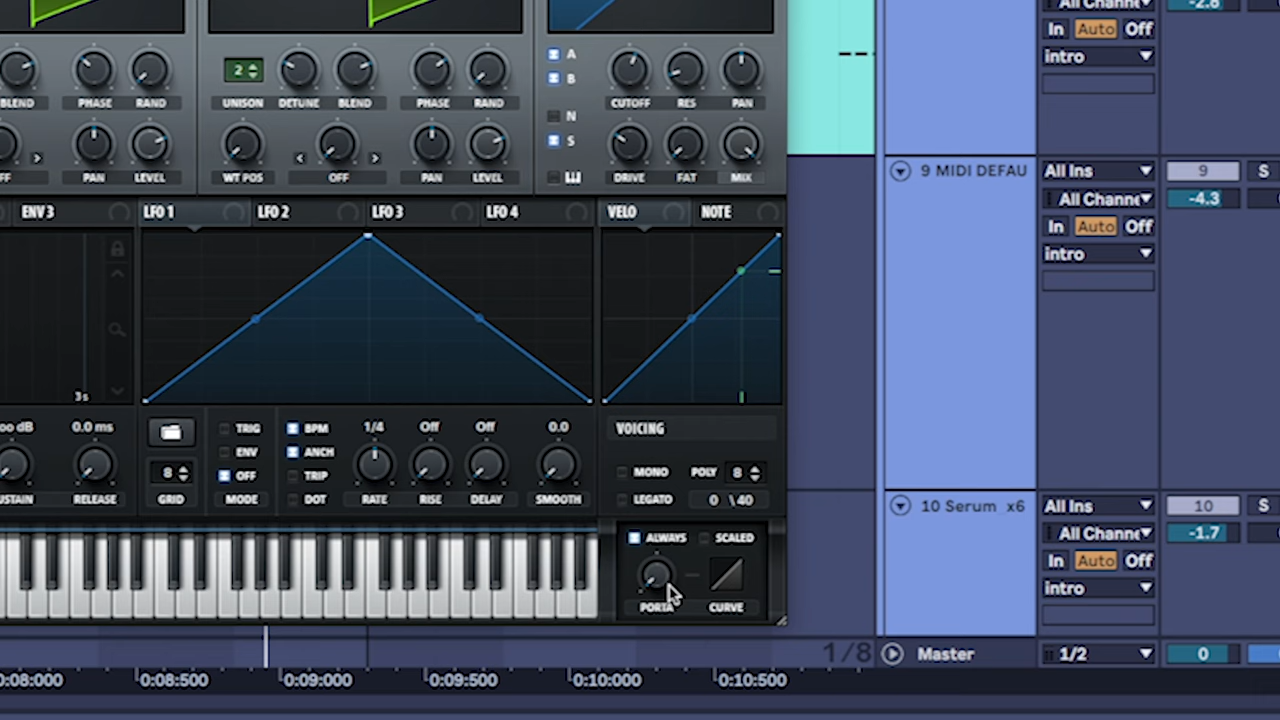 All Channe
-2.6
In Auto Off
intro
A
B
N
S
2
BLEND PHASE RAND UNISON DETUNE BLEND PHASE RAND CUTOFF RES PAN
PAN LEVEL WT POS < OFF > PAN LEVEL DRIVE FAT MIX
ENV 3 LFO 1 LFO 2 LFO 3 LFO 4 VELO NOTE
9 MIDI DEFAU All Ins 9 S
All Channe -4.3
In Auto Off
intro
3s
0.0 ms
RELEASE
8
GRID
TRIG
ENV
OFF
MODE
BPM
ANCH
TRIP
DOT
1/4 Off Off 0.0
RATE RISE DELAY SMOOTH
VOICING
MONO POLY 8
LEGATO 0 \ 40
ALWAYS SCALED
PORTA CURVE
10 Serum x6 All Ins 10 S
All Channe -1.7
In Auto Off
intro
1/8 Master 1/2 0
0:08:000 0:08:500 0:09:000 0:09:500 0:10:000 0:10:500